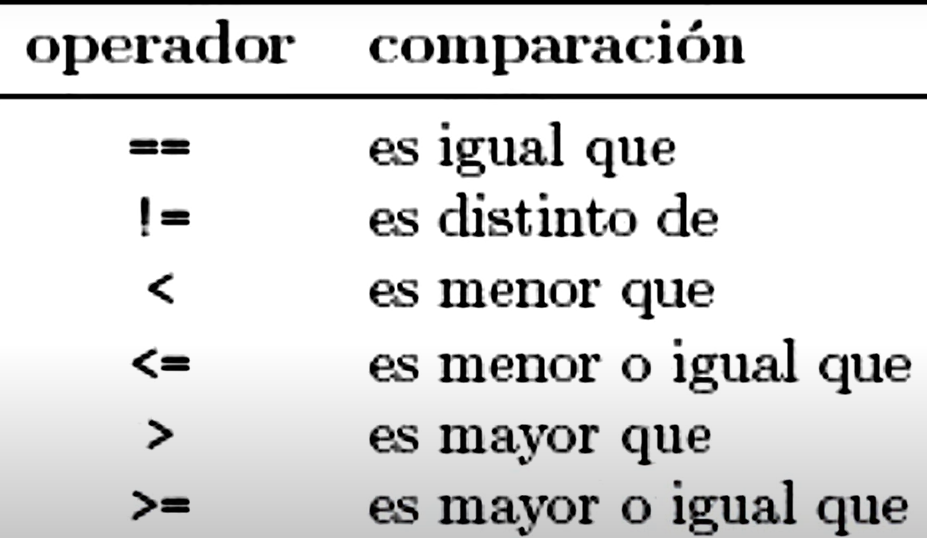 operador comparación
== es igual que
!= es distinto de
< es menor que
<= es menor o igual que
> es mayor que
>= es mayor o igual que